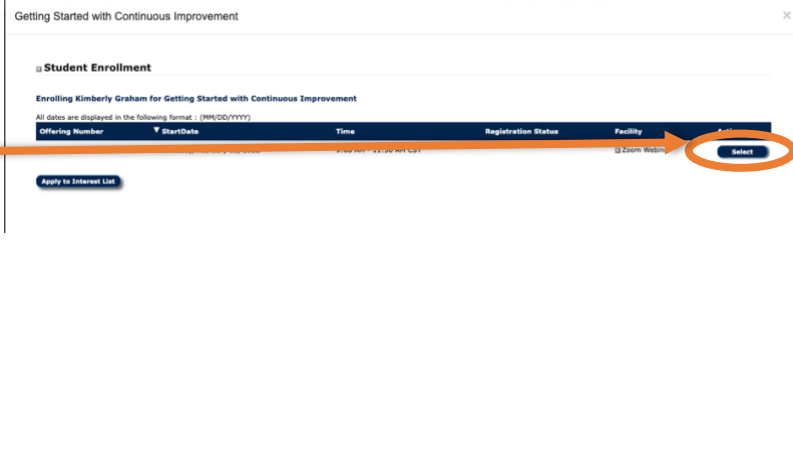 Getting Started with Continuous Improvement ×
Student Enrollment
Enrolling Kimberly Graham for Getting Started with Continuous Improvement
All dates are displayed in the following format : (MM/DD/YYYY)
Offering Number ▼ StartDate Time Registration Status Facility
Zoom Select
Apply to Interest List